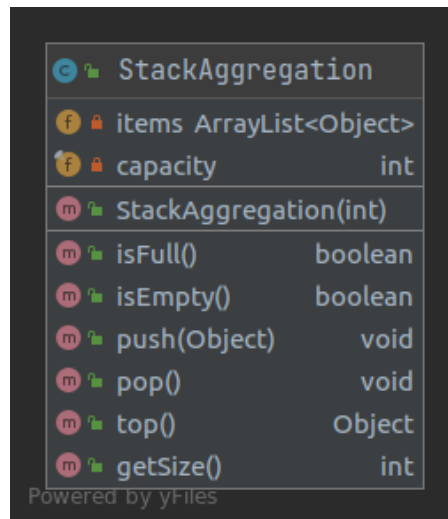 StackAggregation
items ArrayList<Object>
capacity int
StackAggregation(int)
isFull() boolean
isEmpty() boolean
push(Object) void
pop() void
top() Object
getSize() int
Powered by yFiles